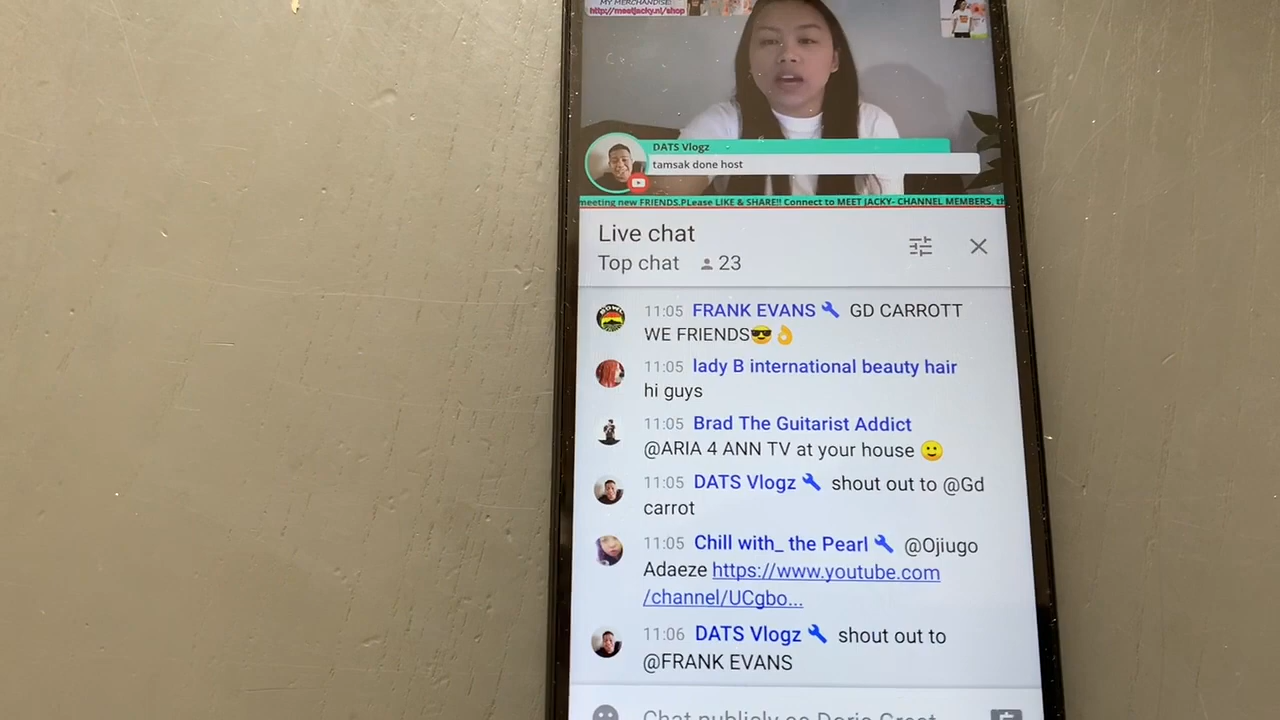 MY MERCHANDISE:
http://meetjacky.nl/shop
DATS Vlogz
tamsak done host
meeting new FRIENDS.PLease LIKE & SHARE!! Connect to MEET JACKY- CHANNEL MEMBERS,
Live chat
Top chat 23
11:05 FRANK EVANS GD CARROTT
WE FRIENDS😎👌
11:05 lady B international beauty hair
hi guys
11:05 Brad The Guitarist Addict
@ARIA 4 ANN TV at your house 🙂
11:05 DATS Vlogz shout out to @Gd
carrot
11:05 Chill with_ the Pearl @Ojiugo
Adaeze https://www.youtube.com
/channel/UCgbo...
11:06 DATS Vlogz shout out to
@FRANK EVANS
Chat publicly as Doris Great